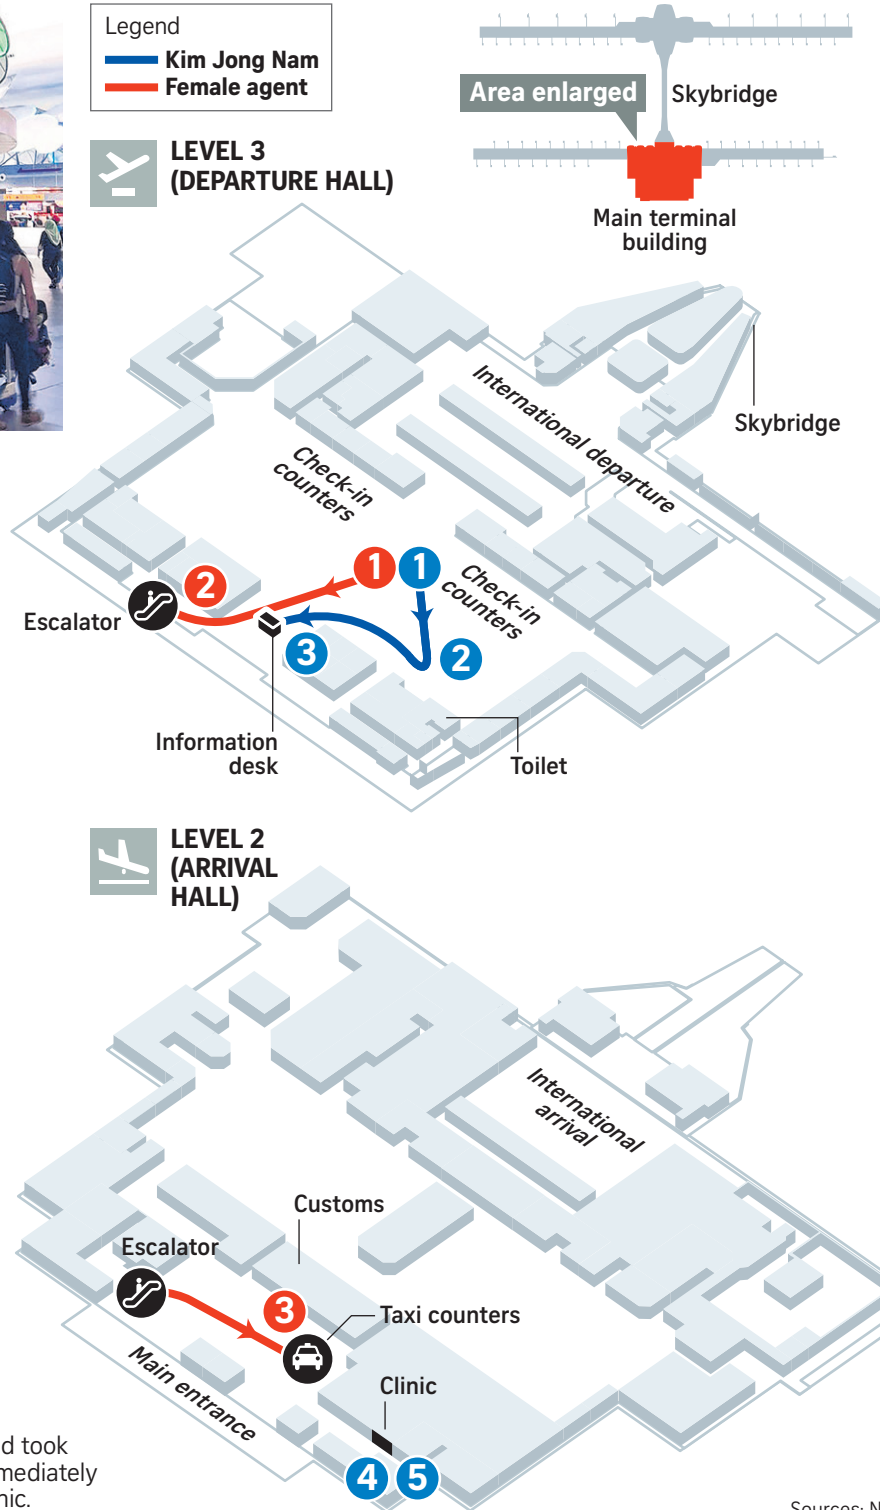 Legend
Kim Jong Nam
Female agent
Area enlarged
Skybridge
Main terminal
building
LEVEL 3
(DEPARTURE HALL)
International departure
Skybridge
Check-in
counters
1
1
Check-in
counters
2
Escalator
3
2
Information
desk
Toilet
LEVEL 2
(ARRIVAL
HALL)
International
arrival
Customs
Escalator
3
Taxi counters
Main entrance
Clinic
4
5
took
Sources: